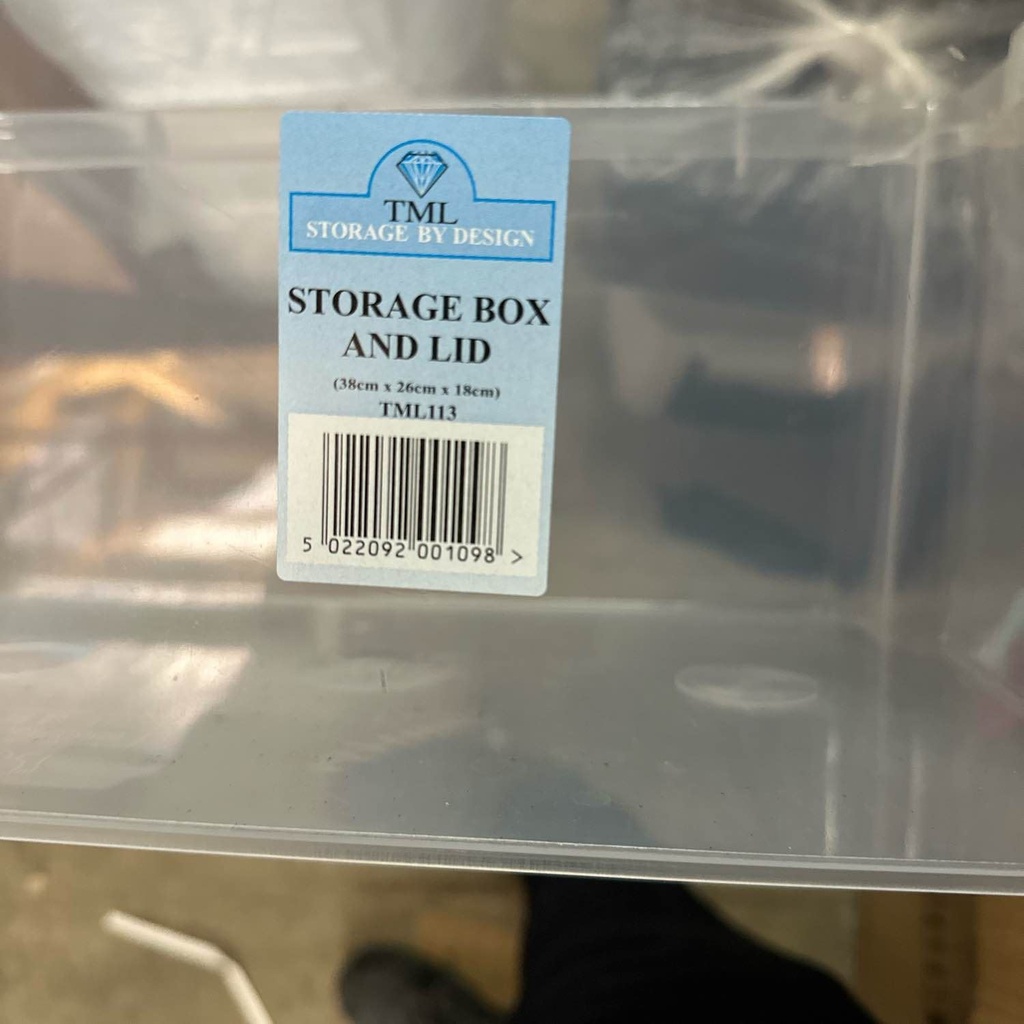 TML
STORAGE BY DESIGN
STORAGE BOX
AND LID
(38cm x 26cm x 18cm)
TML113
5 022092 001098 >